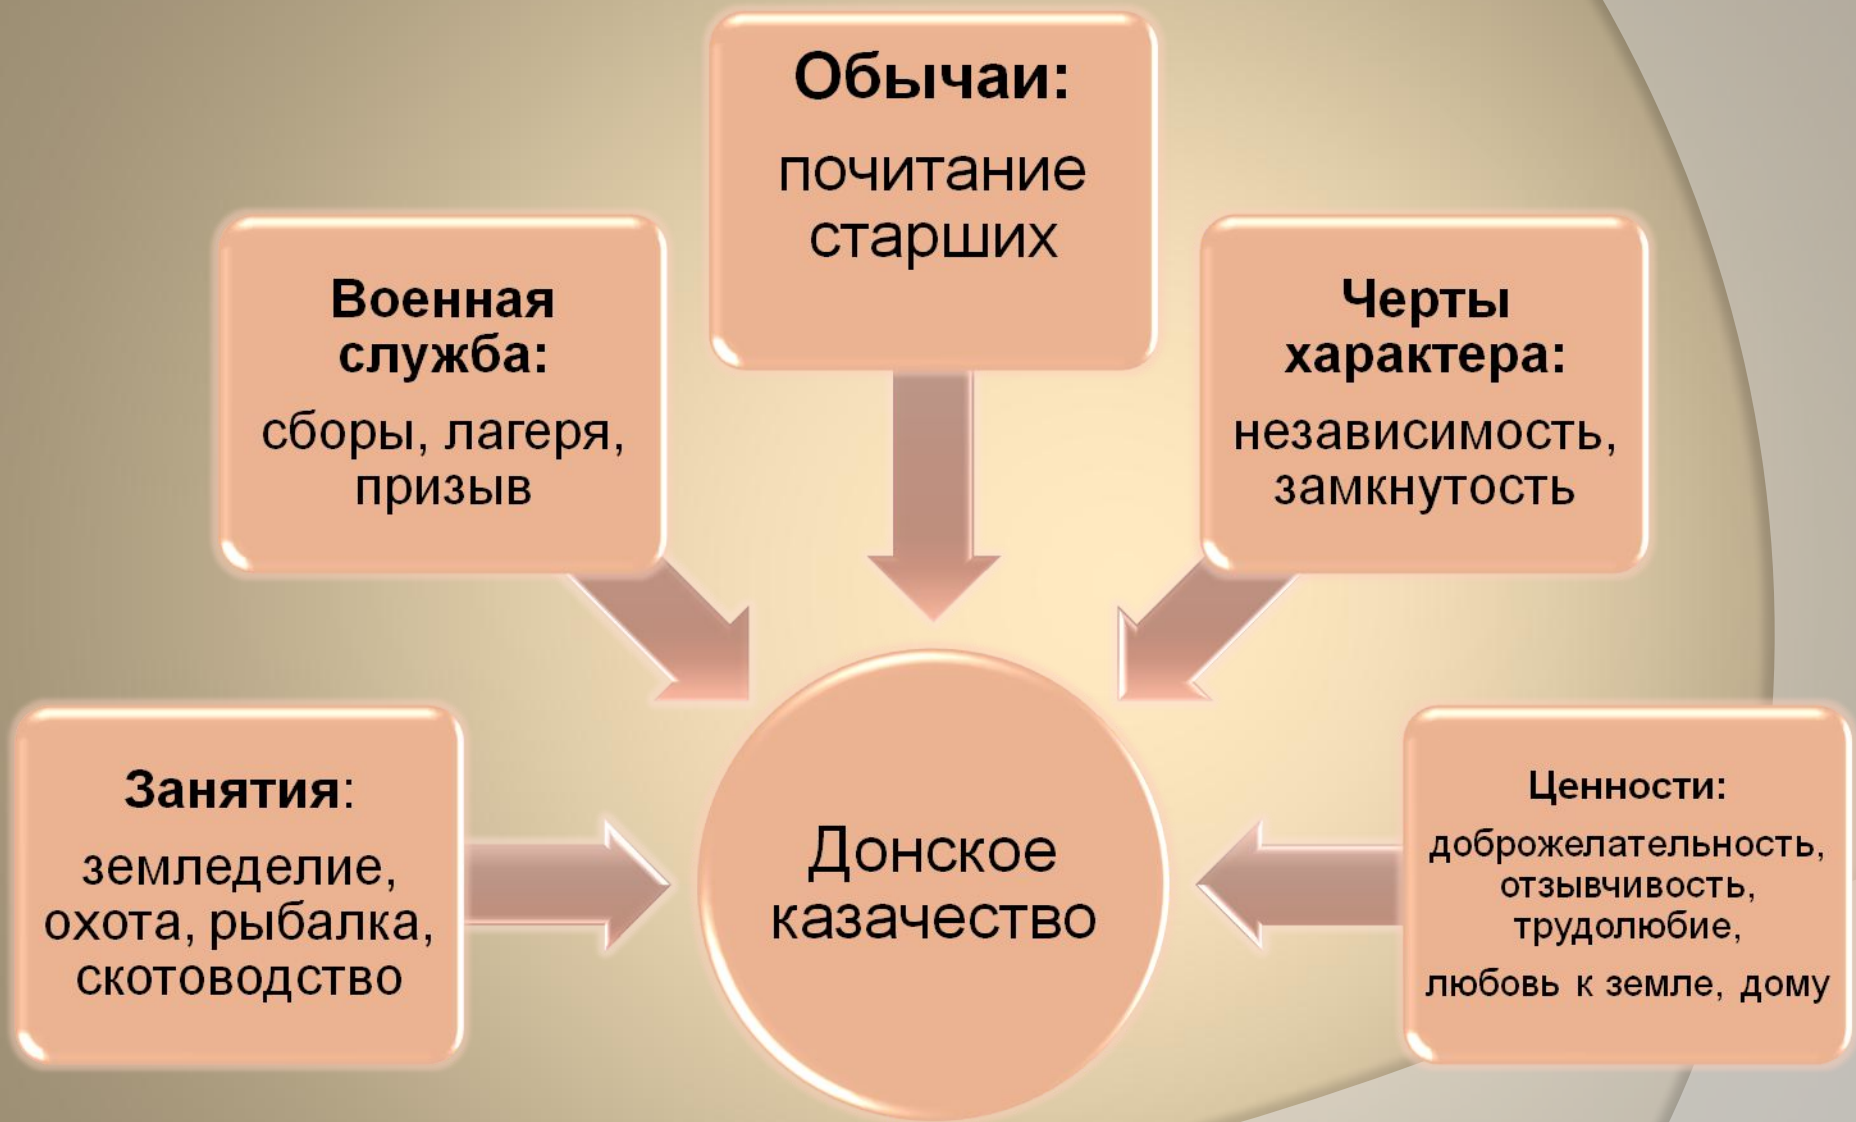 Обычаи:
почитание
старших
Военная
служба:
сборы, лагеря,
призыв
Черты
характера:
независимость,
замкнутость
Занятия:
земледелие,
охота, рыбалка,
скотоводство
Донское
казачество
Ценности:
доброжелательность,
отзывчивость,
трудолюбие,
любовь к земле, дому